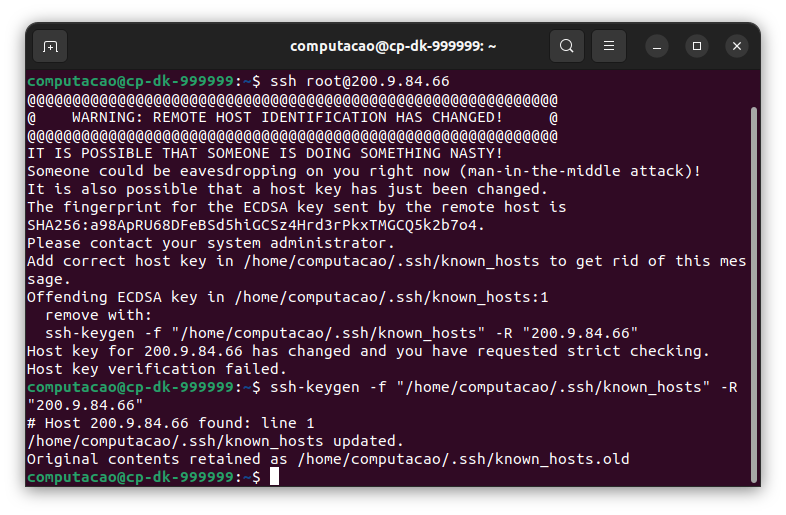 computacao@cp-dk-999999: ~
computacao@cp-dk-999999:~$ ssh root@200.9.84.66
@@@@@@@@@@@@@@@@@@@@@@@@@@@@@@@@@@@@@@@@@@@@@@@@@@@@@@@@@@@
@    WARNING: REMOTE HOST IDENTIFICATION HAS CHANGED!     @
@@@@@@@@@@@@@@@@@@@@@@@@@@@@@@@@@@@@@@@@@@@@@@@@@@@@@@@@@@@
IT IS POSSIBLE THAT SOMEONE IS DOING SOMETHING NASTY!
Someone could be eavesdropping on you right now (man-in-the-middle attack)!
It is also possible that a host key has just been changed.
The fingerprint for the ECDSA key sent by the remote host is
SHA256:a98ApRU68DFeBSd5hiGCSz4Hrd3rPkxTMGCQ5k2b7o4.
Please contact your system administrator.
Add correct host key in /home/computacao/.ssh/known_hosts to get rid of this mes
sage.
Offending ECDSA key in /home/computacao/.ssh/known_hosts:1
  remove with:
  ssh-keygen -f "/home/computacao/.ssh/known_hosts" -R "200.9.84.66"
Host key for 200.9.84.66 has changed and you have requested strict checking.
Host key verification failed.
computacao@cp-dk-999999:~$ ssh-keygen -f "/home/computacao/.ssh/known_hosts" -R
"200.9.84.66"
# Host 200.9.84.66 found: line 1
/home/computacao/.ssh/known_hosts updated.
Original contents retained as /home/computacao/.ssh/known_hosts.old
computacao@cp-dk-999999:~$